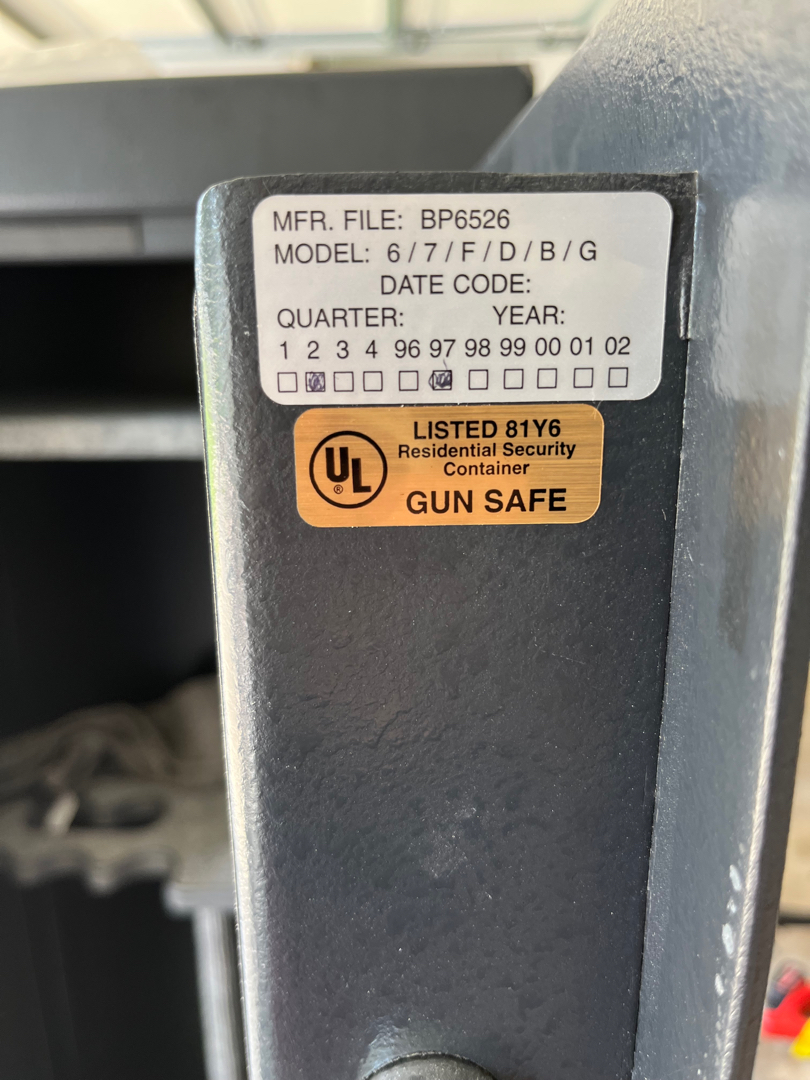 MFR. FILE: BP6526
MODEL: 6 / 7 / F / D / B / G
DATE CODE:
QUARTER: YEAR:
1 2 3 4 96 97 98 99 00 01 02
UL ®
LISTED 81Y6
Residential Security
Container
GUN SAFE